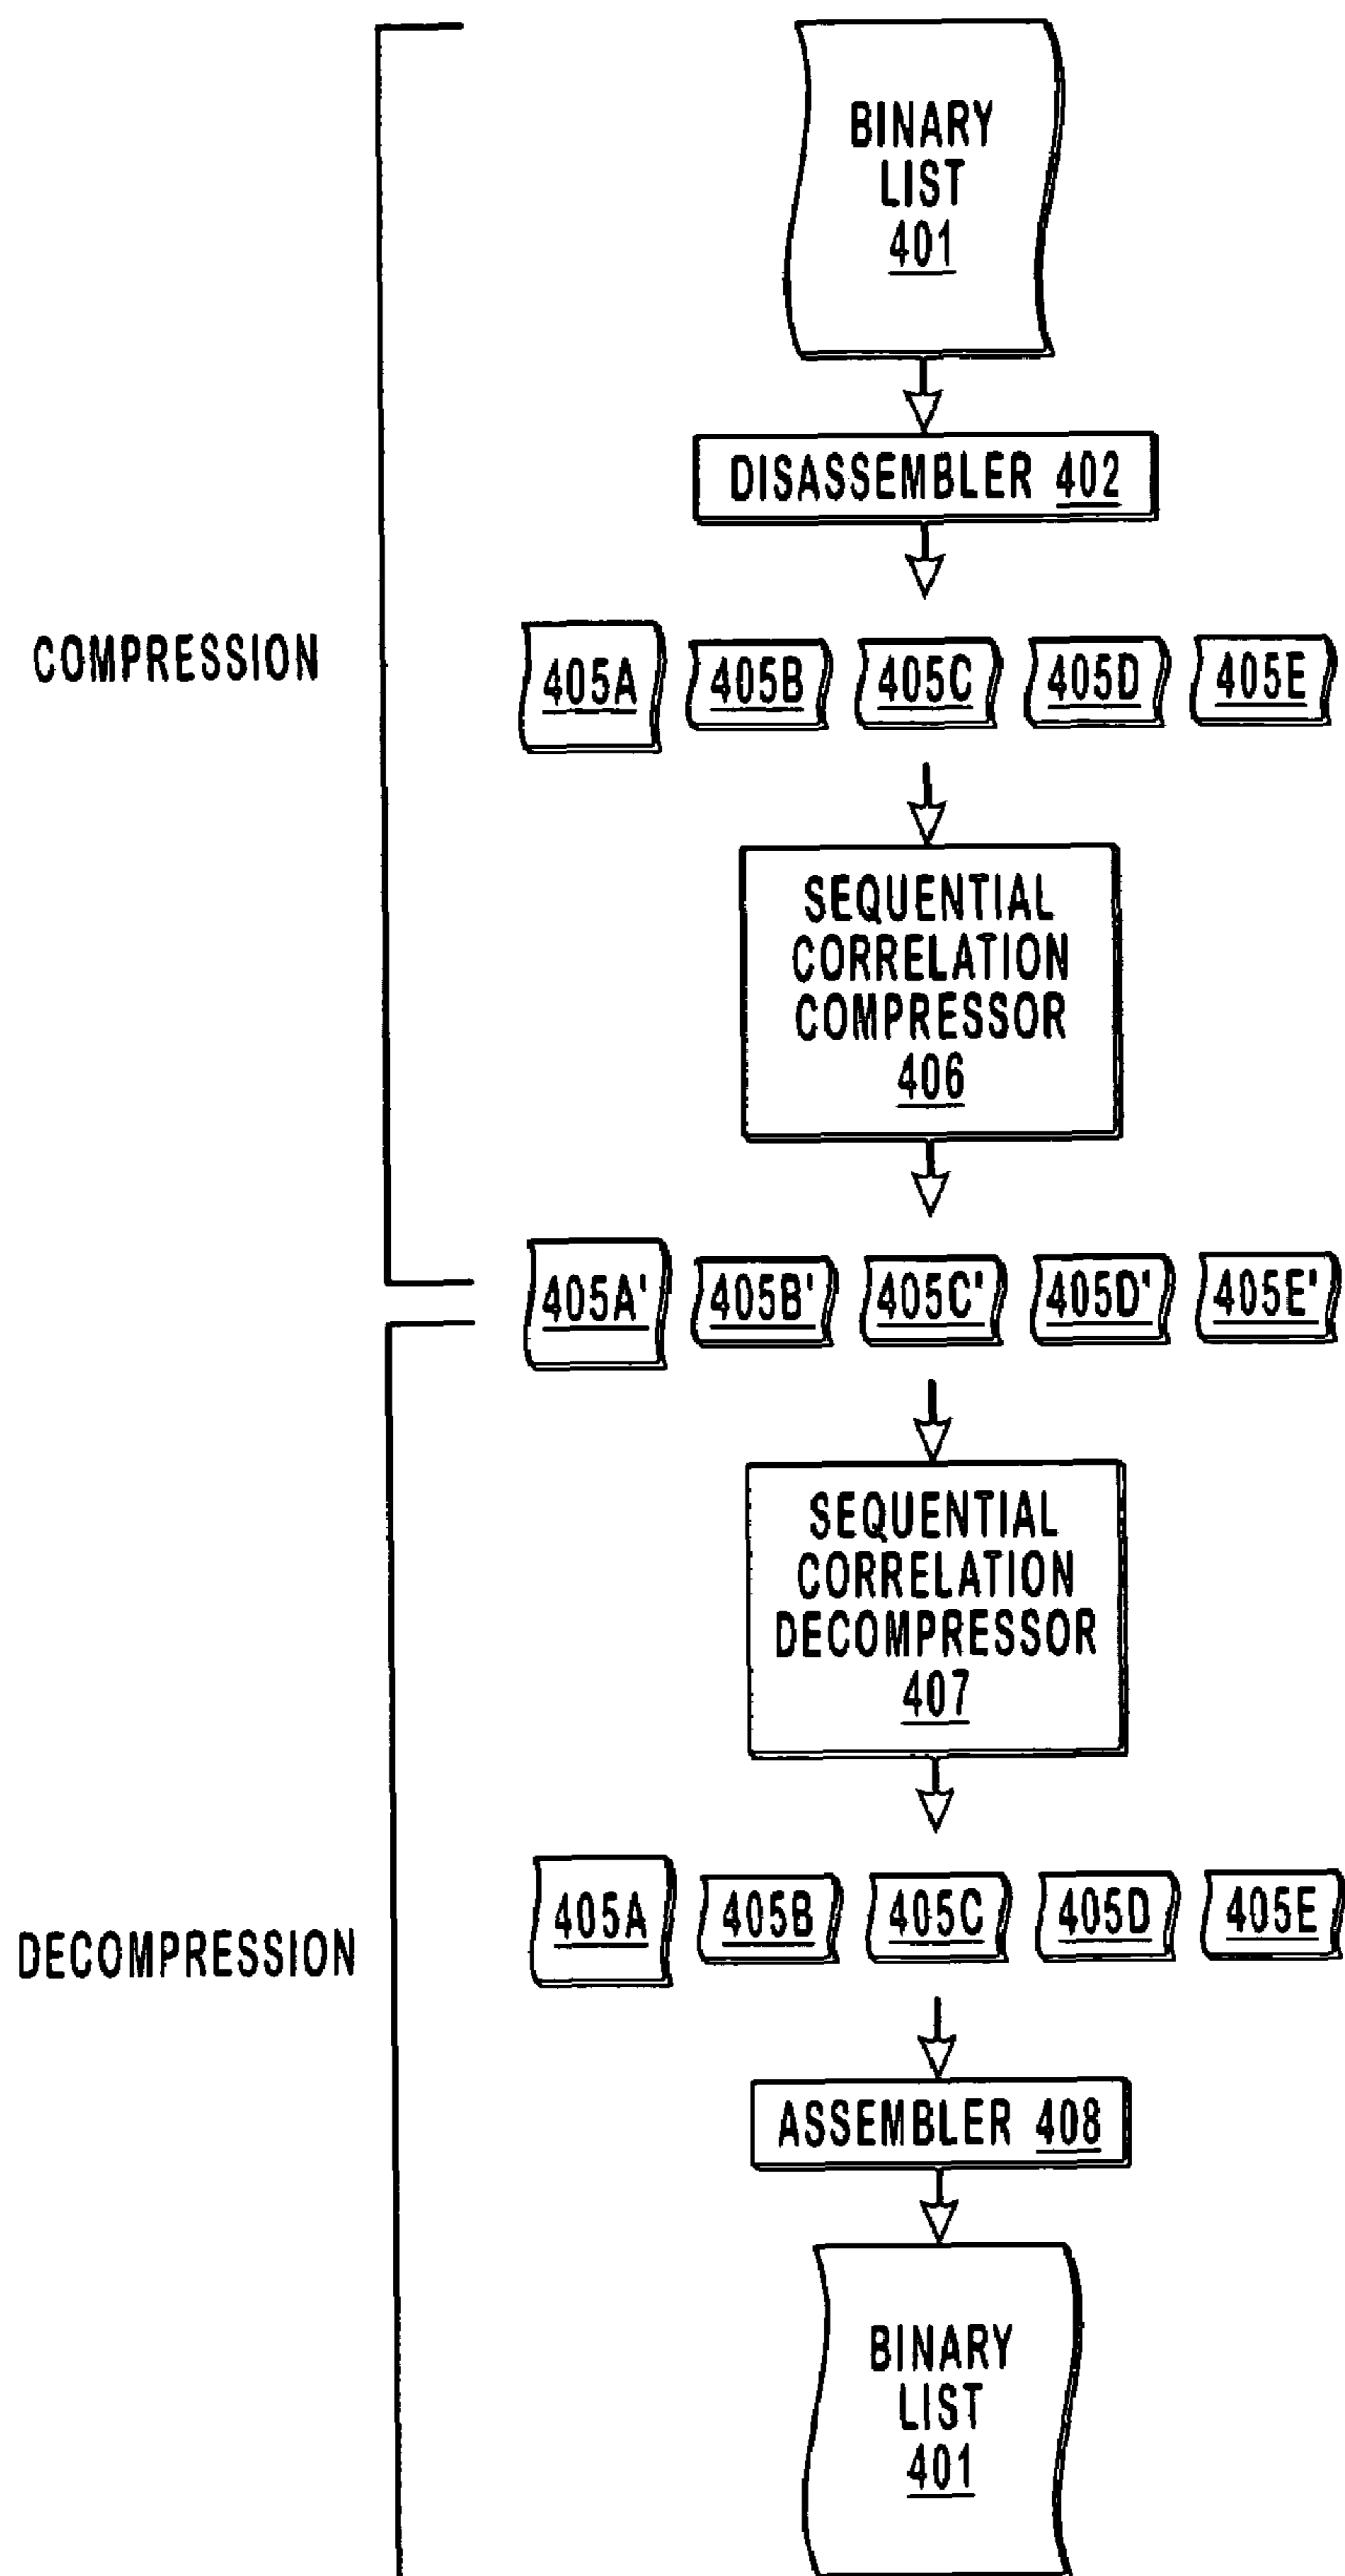 BINARY
LIST
401
DISASSEMBLER 402
COMPRESSION
405A 405B 405C 405D 405E
SEQUENTIAL
CORRELATION
COMPRESSOR
406
405A' 405B' 405C' 405D' 405E'
SEQUENTIAL
CORRELATION
DECOMPRESSOR
407
405A 405B 405C 405D 405E
DECOMPRESSION
ASSEMBLER 408
BINARY
LIST
401